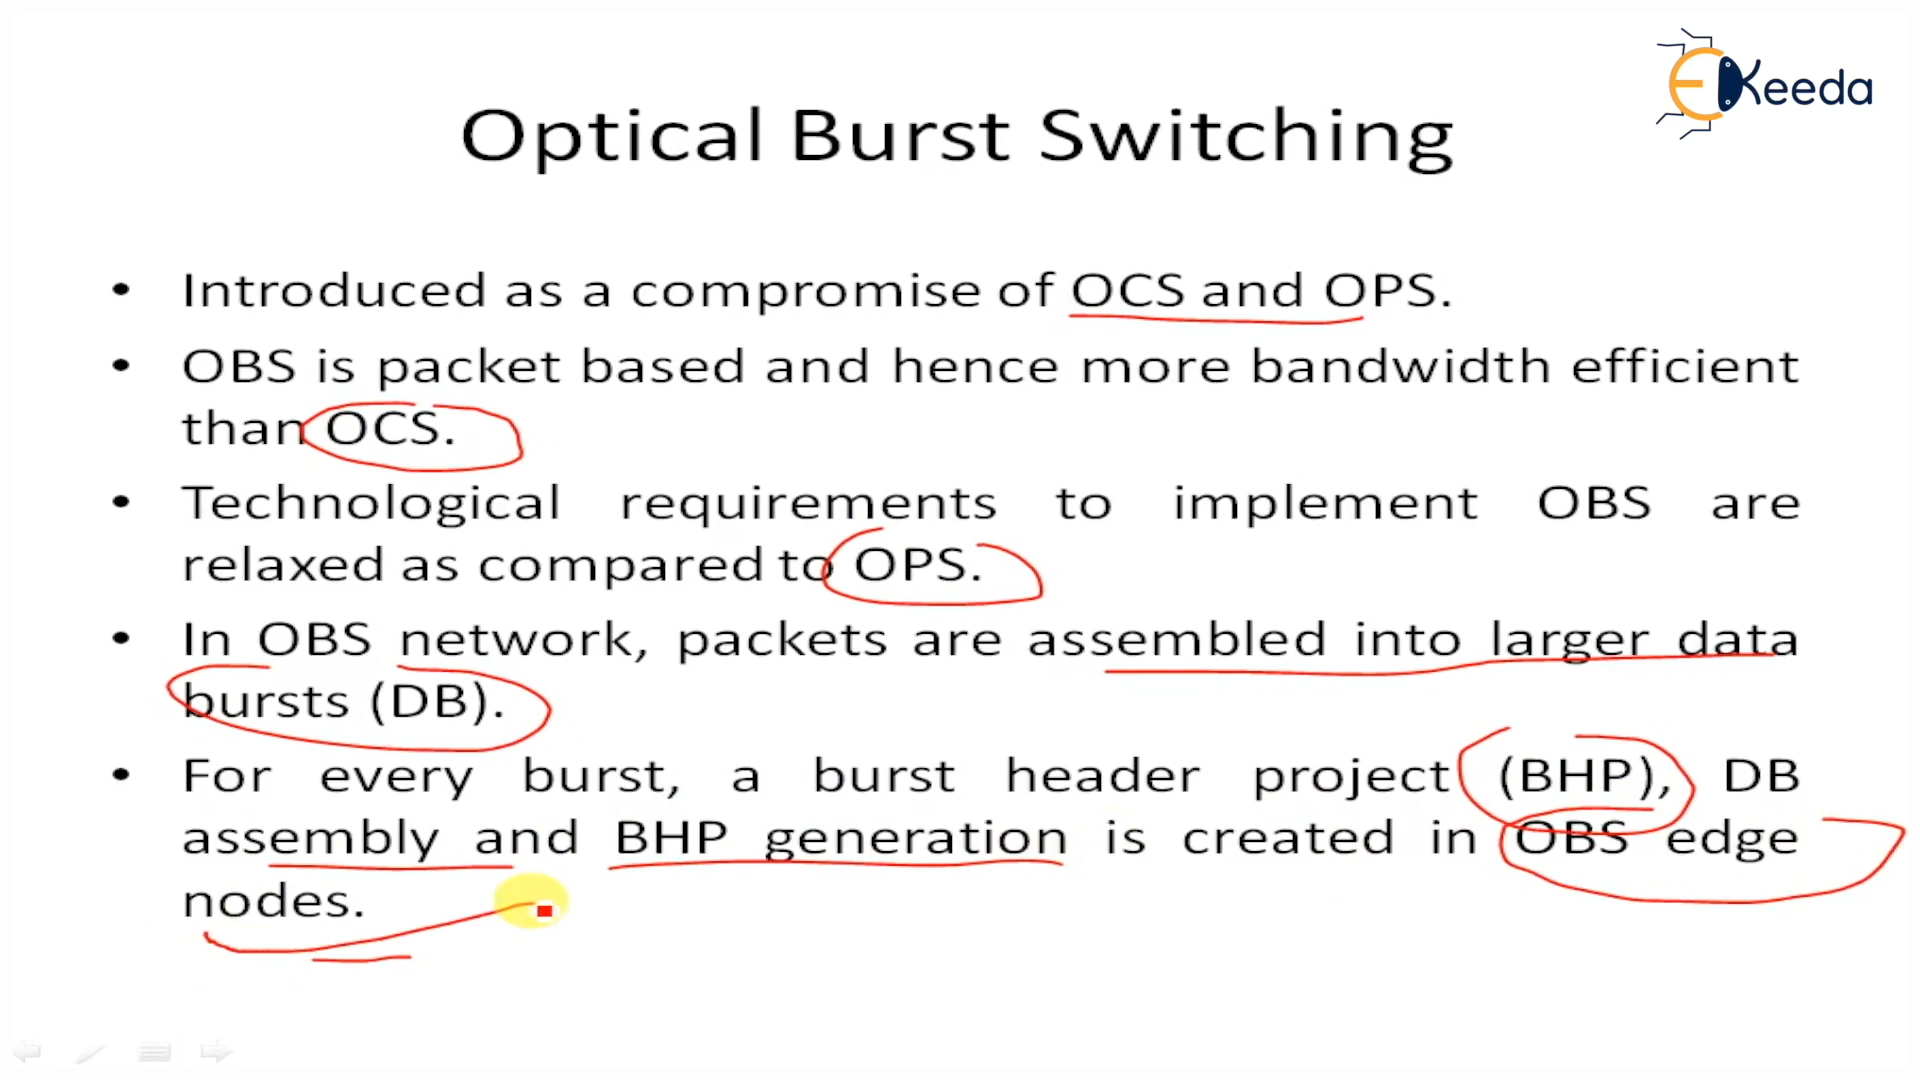 EKeeda
Optical Burst Switching
• Introduced as a compromise of OCS and OPS.
• OBS is packet based and hence more bandwidth efficient
than OCS.
• Technological requirements to implement OBS are
relaxed as compared to OPS.
• In OBS network, packets are assembled into larger data
bursts (DB).
• For every burst, a burst header project (BHP), DB
assembly and BHP generation is created in OBS edge
nodes.